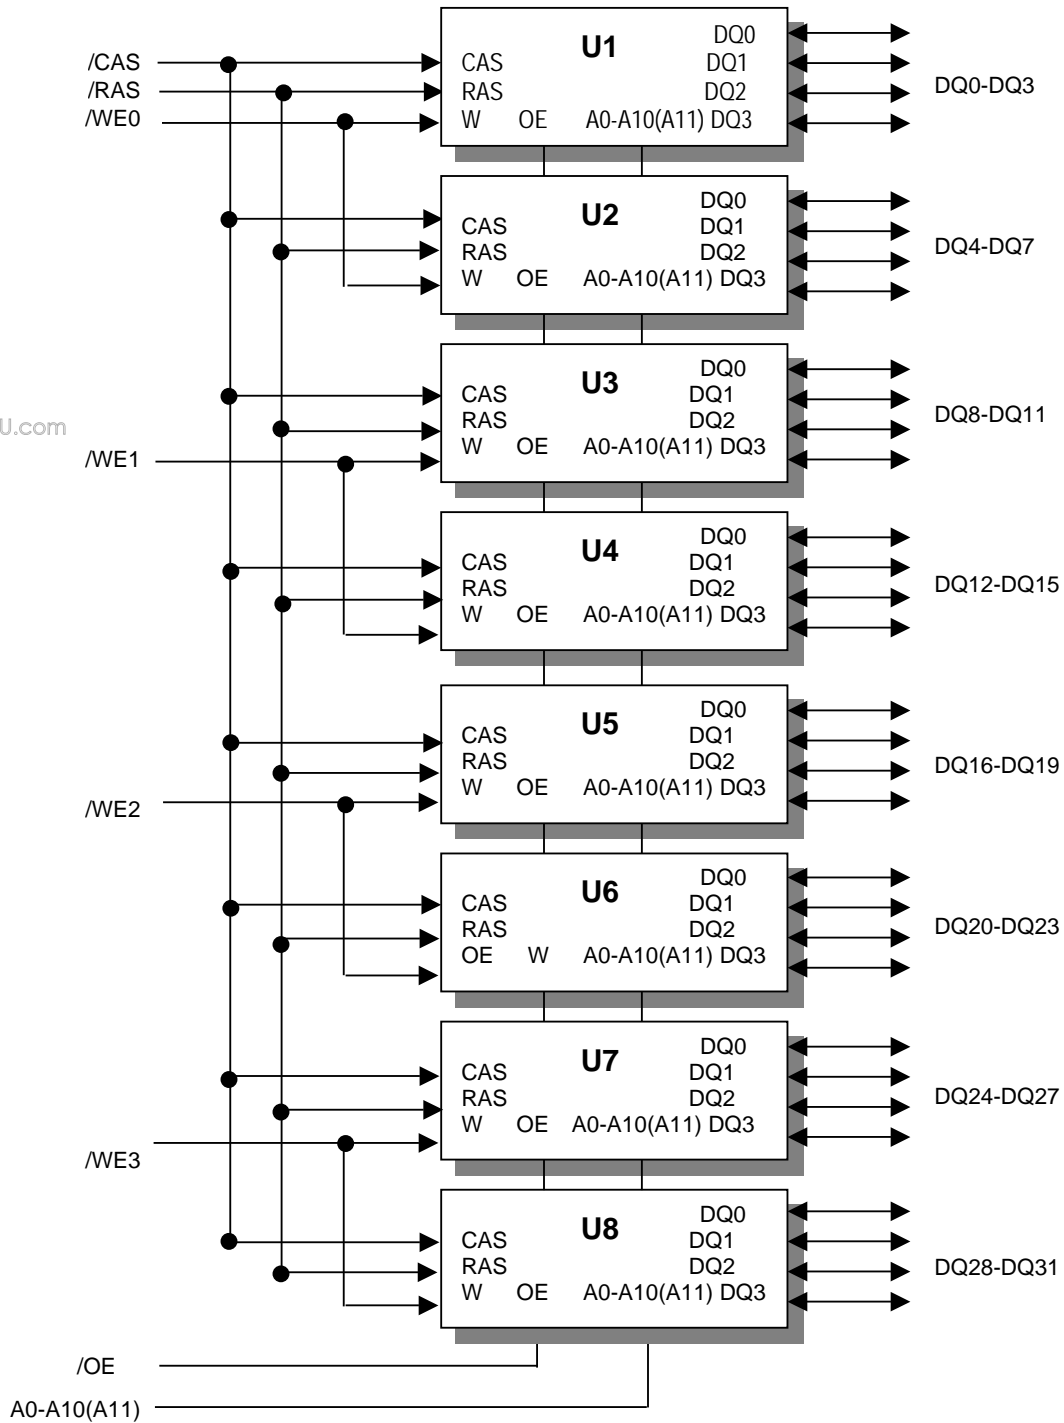 U1 DQ0
/CAS CAS DQ1 DQ0-DQ3
/RAS RAS DQ2
/WE0 W OE A0-A10(A11) DQ3
U2 DQ0
CAS DQ1 DQ4-DQ7
RAS DQ2
W OE A0-A10(A11) DQ3
U3 DQ0
CAS DQ1 DQ8-DQ11
RAS DQ2
U.com
W OE A0-A10(A11) DQ3
/WE1
U4 DQ0
CAS DQ1 DQ12-DQ15
RAS DQ2
W OE A0-A10(A11) DQ3
U5 DQ0
CAS DQ1
RAS DQ2 DQ16-DQ19
W OE A0-A10(A11) DQ3
/WE2
U6 DQ0
CAS DQ1
RAS DQ2 DQ20-DQ23
OE W A0-A10(A11) DQ3
U7 DQ0
CAS DQ1
RAS DQ2 DQ24-DQ27
W OE A0-A10(A11) DQ3
/WE3
U8 DQ0
CAS DQ1
RAS DQ2 DQ28-DQ31
W OE A0-A10(A11) DQ3
/OE
A0-A10(A11)